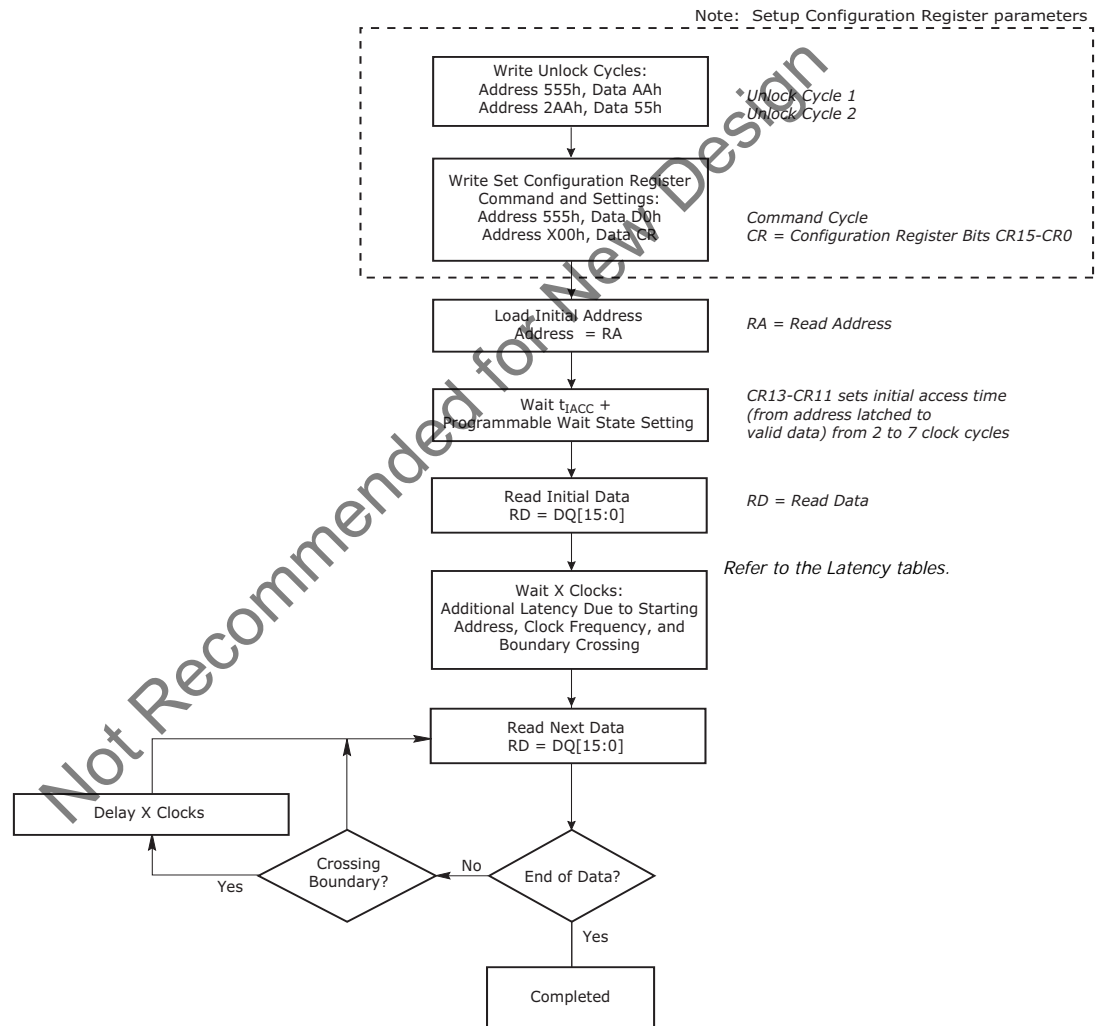 Note: Setup Configuration Register parameters
Write Unlock Cycles:
Address 555h, Data AAh
Address 2AAh, Data 55h
Unlock Cycle 1
Unlock Cycle 2
Write Set Configuration Register
Command and Settings:
Address 555h, Data D0h
Address X00h, Data CR
Command Cycle
CR = Configuration Register Bits CR15-CR0
Load Initial Address
Address = RA
RA = Read Address
Wait tIACC +
Programmable Wait State Setting
CR13-CR11 sets initial access time
(from address latched to
valid data) from 2 to 7 clock cycles
Read Initial Data
RD = DQ[15:0]
RD = Read Data
Wait X Clocks:
Additional Latency Due to Starting
Address, Clock Frequency, and
Boundary Crossing
Refer to the Latency tables.
Read Next Data
RD = DQ[15:0]
Delay X Clocks
Crossing
Boundary?
Yes
No
End of Data?
Yes
Completed
Not Recommended for New Design